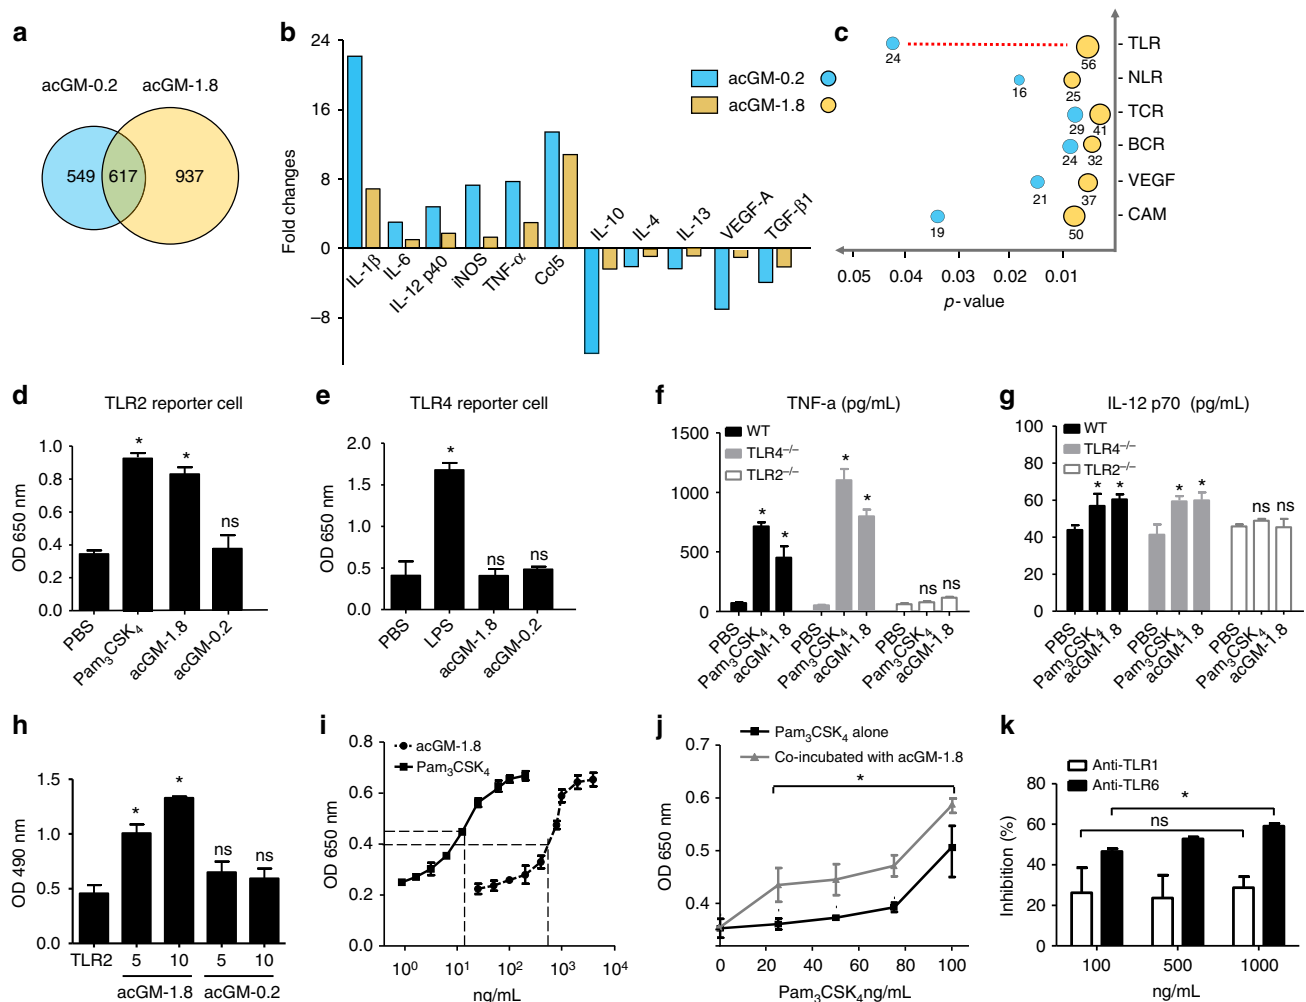 a
acGM-0.2
acGM-1.8
549
617
937
b
24
16
8
0
−8
Fold changes
IL-1β
IL-6
IL-12 p40
iNOS
TNF-α
Ccl5
IL-10
IL-4
IL-13
VEGF-A
TGF-β1
acGM-0.2
acGM-1.8
c
24
56
TLR
16
25
NLR
29
41
TCR
24
32
BCR
21
37
VEGF
19
50
CAM
0.05
0.04
0.03
0.02
0.01
p-value
d
TLR2 reporter cell
OD 650 nm
1.0
0.8
0.6
0.4
0.2
0.0
*
*
ns
PBS
Pam₃CSK₄
acGM-1.8
acGM-0.2
e
TLR4 reporter cell
OD 650 nm
2.0
1.5
1.0
0.5
0.0
*
ns
ns
PBS
LPS
acGM-1.8
acGM-0.2
f
TNF-a (pg/mL)
WT
TLR4⁻/⁻
TLR2⁻/⁻
1500
1000
500
0
*
*
*
*
ns
ns
PBS
Pam₃CSK₄
acGM-1.8
PBS
Pam₃CSK₄
acGM-1.8
PBS
Pam₃CSK₄
acGM-1.8
g
IL-12 p70 (pg/mL)
WT
TLR4⁻/⁻
TLR2⁻/⁻
100
80
60
40
20
0
*
*
*
*
ns
ns
PBS
Pam₃CSK₄
acGM-1.8
PBS
Pam₃CSK₄
acGM-1.8
PBS
Pam₃CSK₄
acGM-1.8
h
OD 490 nm
1.5
1.0
0.5
0.0
*
*
ns
ns
TLR2
5
10
5
10
acGM-1.8
acGM-0.2
i
acGM-1.8
Pam₃CSK₄
OD 650 nm
0.8
0.6
0.4
0.2
0.0
10⁰
10¹
10²
10³
10⁴
ng/mL
j
Pam₃CSK₄ alone
Co-incubated with acGM-1.8
OD 650 nm
0.7
0.6
0.5
0.4
*
0
20
40
60
80
100
Pam₃CSK₄ng/mL
k
Anti-TLR1
Anti-TLR6
Inhibition (%)
80
60
40
20
0
*
ns
100
500
1000
ng/mL